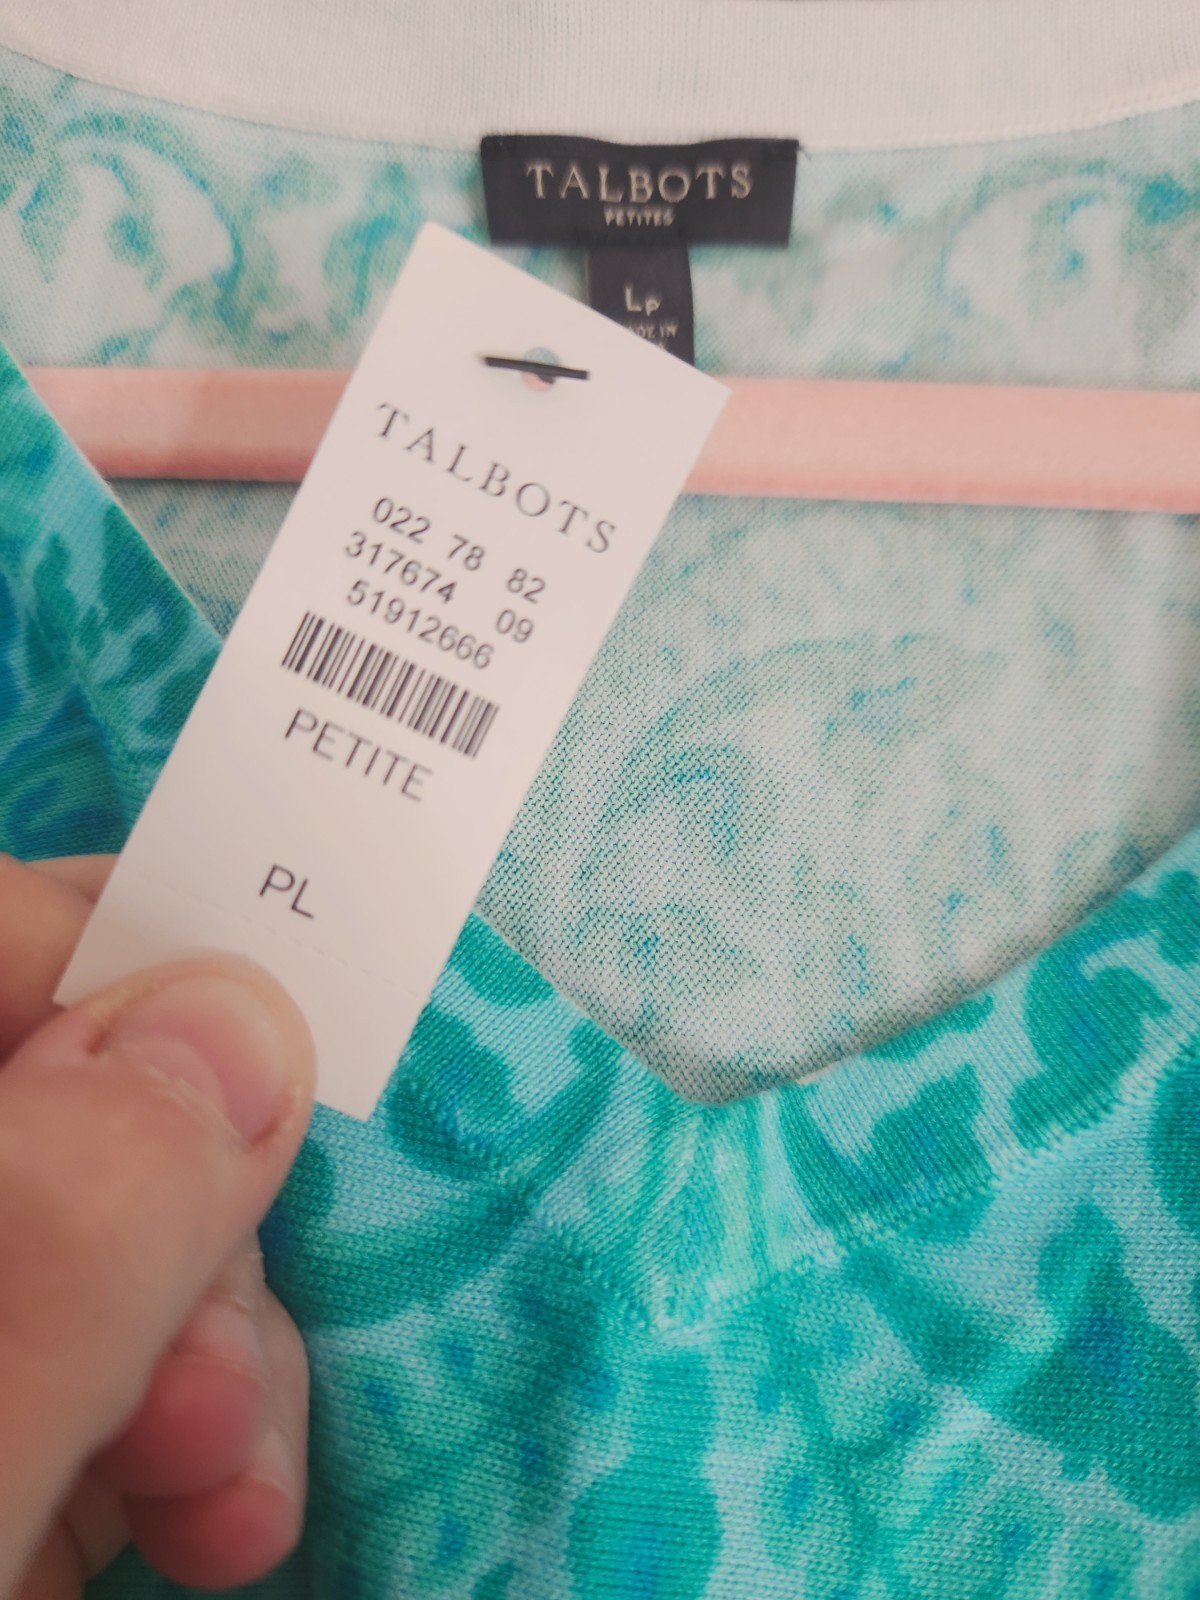 TALBOTS
PETITES
LP
TALBOTS
022 78 82
317674 09
51912666
PETITE
PL